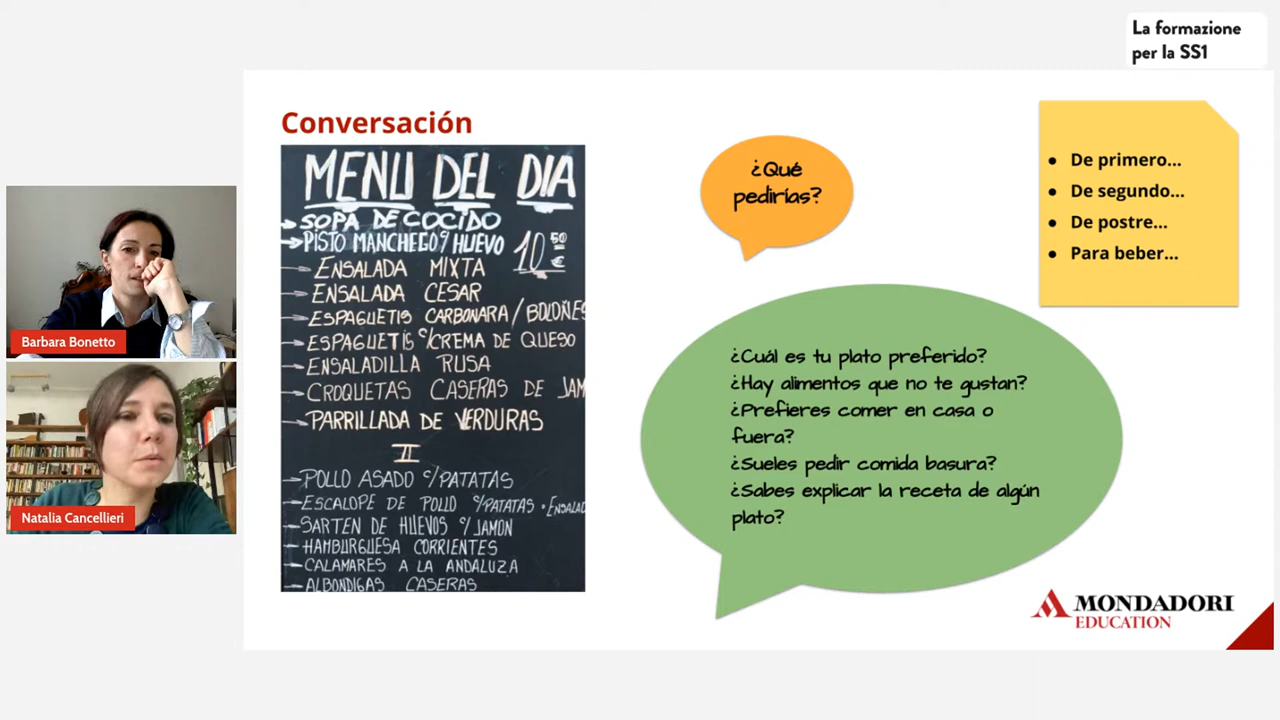 La formazione
per la SS1
Conversación
MENU DEL DIA
SOPA DE COCIDO
PISTO MANCHEGO Y HUEVO
10 50 €
ENSALADA MIXTA
ENSALADA CESAR
ESPAGUETIS CARBONARA / BOLOÑES
ESPAGUETIS C/CREMA DE QUESO
ENSALADILLA RUSA
CROQUETAS CASERAS DE JAM
PARRILLADA DE VERDURAS
II
POLLO ASADO C/PATATAS
ESCALOPE DE POLLO C/PATATAS + ENSALAD
SARTEN DE HUEVOS C/JAMON
HAMBURGUESA CORRIENTES
CALAMARES A LA ANDALUZA
ALBONDIGAS CASERAS
¿Qué
pedirías?
• De primero...
• De segundo...
• De postre...
• Para beber...
¿Cuál es tu plato preferido?
¿Hay alimentos que no te gustan?
¿Prefieres comer en casa o
fuera?
¿Sueles pedir comida basura?
¿Sabes explicar la receta de algún
plato?
Barbara Bonetto
Natalia Cancellieri
MONDADORI
EDUCATION